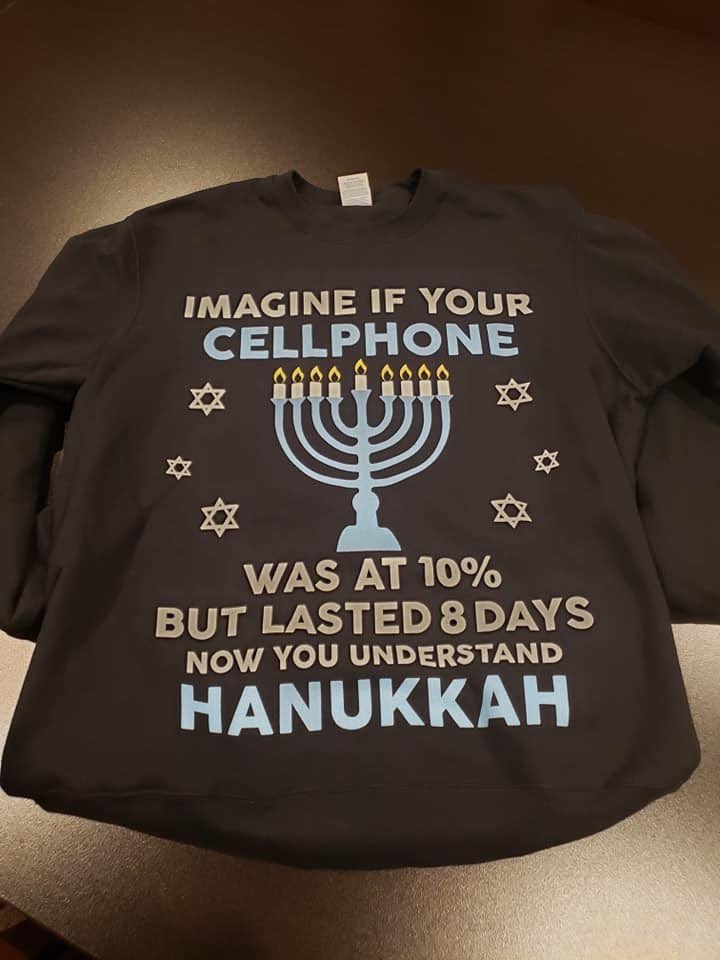 IMAGINE IF YOUR
CELLPHONE
WAS AT 10%
BUT LASTED 8 DAYS
NOW YOU UNDERSTAND
HANUKKAH